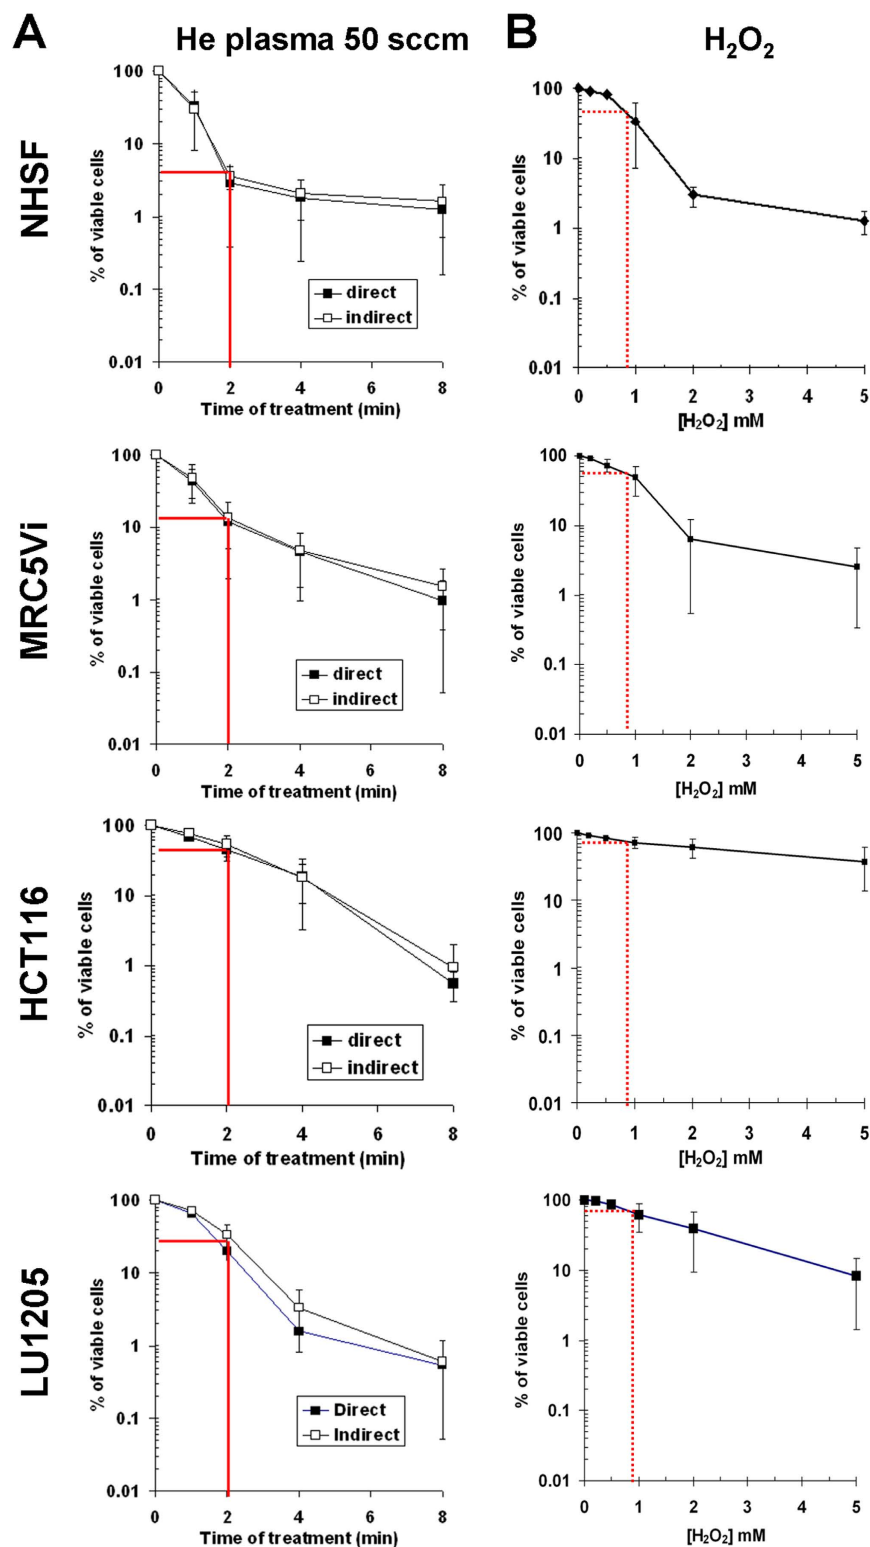 A He plasma 50 sccm B H₂O₂
NHSF
% of viable cells
100
10
1
0.1
0.01
direct
indirect
0 2 4 6 8
Time of treatment (min)
% of viable cells
100
10
1
0.1
0.01
0 1 2 3 4 5
[H₂O₂] mM
MRC5Vi
% of viable cells
100
10
1
0.1
0.01
direct
indirect
0 2 4 6 8
Time of treatment (min)
% of viable cells
100
10
1
0.1
0.01
0 1 2 3 4 5
[H₂O₂] mM
HCT116
% of viable cells
100
10
1
0.1
0.01
direct
indirect
0 2 4 6 8
Time of treatment (min)
% of viable cells
100
10
1
0.1
0.01
0 1 2 3 4 5
[H₂O₂] mM
LU1205
% of viable cells
100
10
1
0.1
0.01
Direct
Indirect
0 2 4 6 8
Time of treatment (min)
% of viable cells
100
10
1
0.1
0.01
0 1 2 3 4 5
[H₂O₂] mM